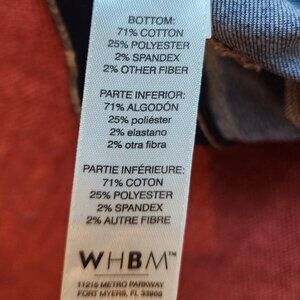 BOTTOM:
71% COTTON
25% POLYESTER
2% SPANDEX
2% OTHER FIBER
PARTE INFERIOR:
71% ALGODÓN
25% poliéster
2% elastano
2% otra fibra
PARTIE INFÉRIEURE:
71% COTON
25% POLYESTER
2% SPANDEX
2% AUTRE FIBRE
WHBM™
11215 METRO PARKWAY
FORT MYERS, FL 33966